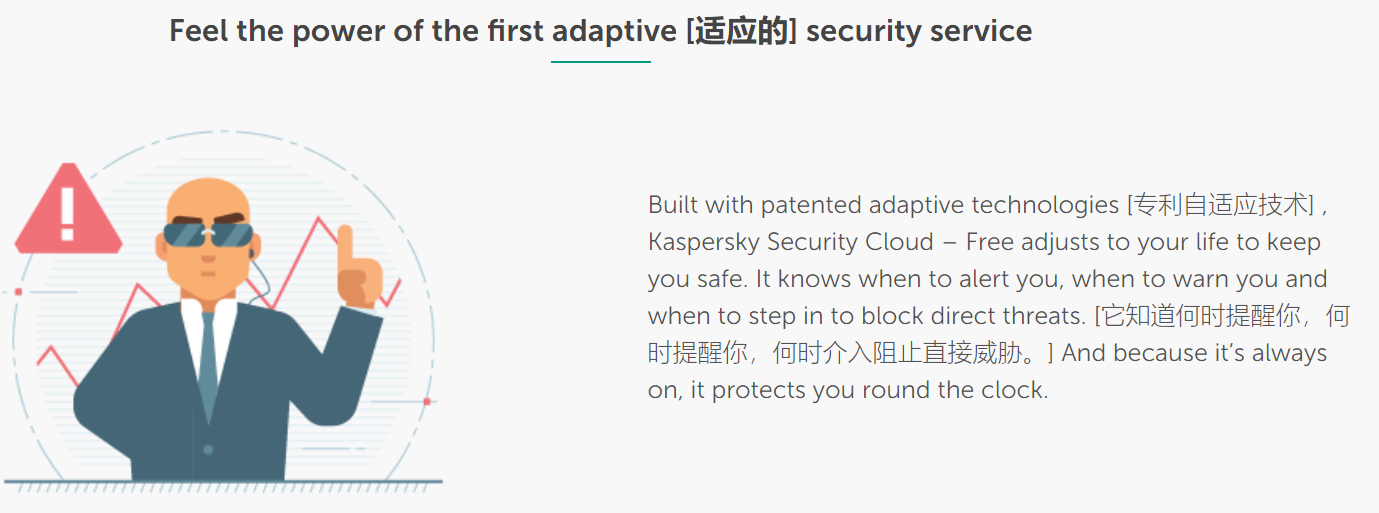 Feel the power of the first adaptive [适应的] security service
Built with patented adaptive technologies [专利自适应技术] ,
Kaspersky Security Cloud – Free adjusts to your life to keep
you safe. It knows when to alert you, when to warn you and
when to step in to block direct threats. [它知道何时提醒你，何
时提醒你，何时介入阻止直接威胁。] And because it’s always
on, it protects you round the clock.